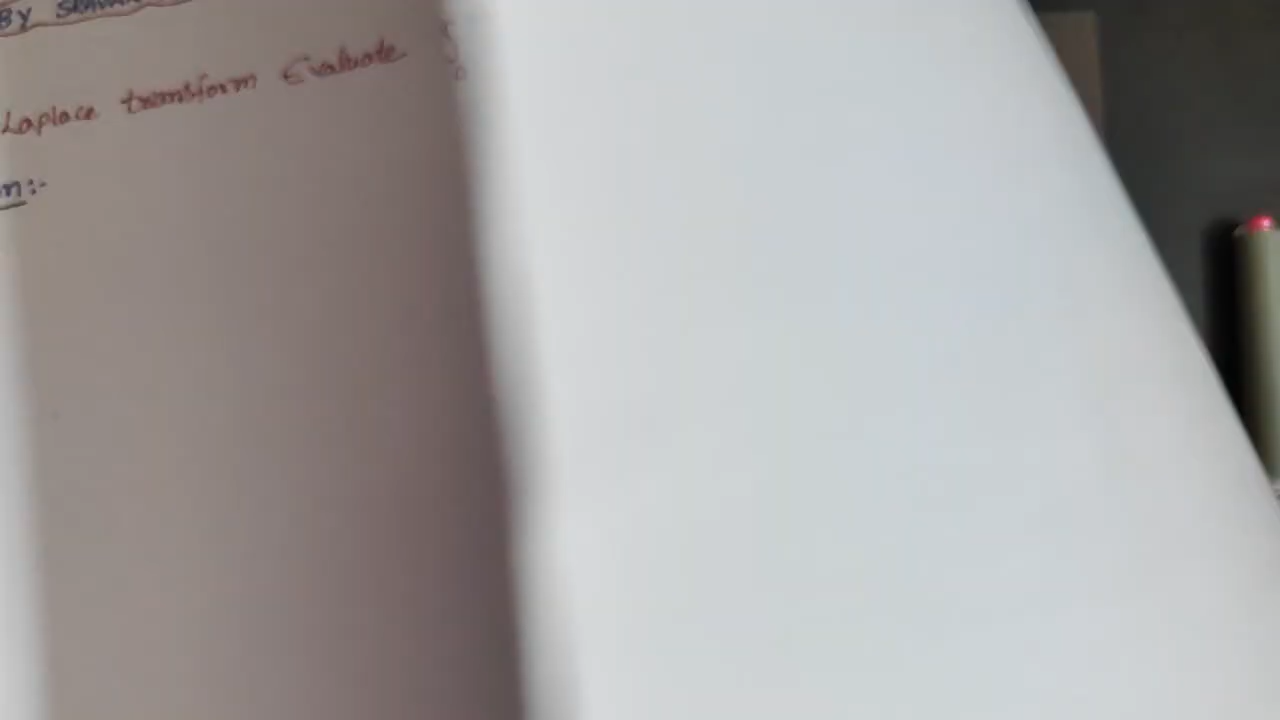 By
Laplace transform Evaluate ∫
n:-